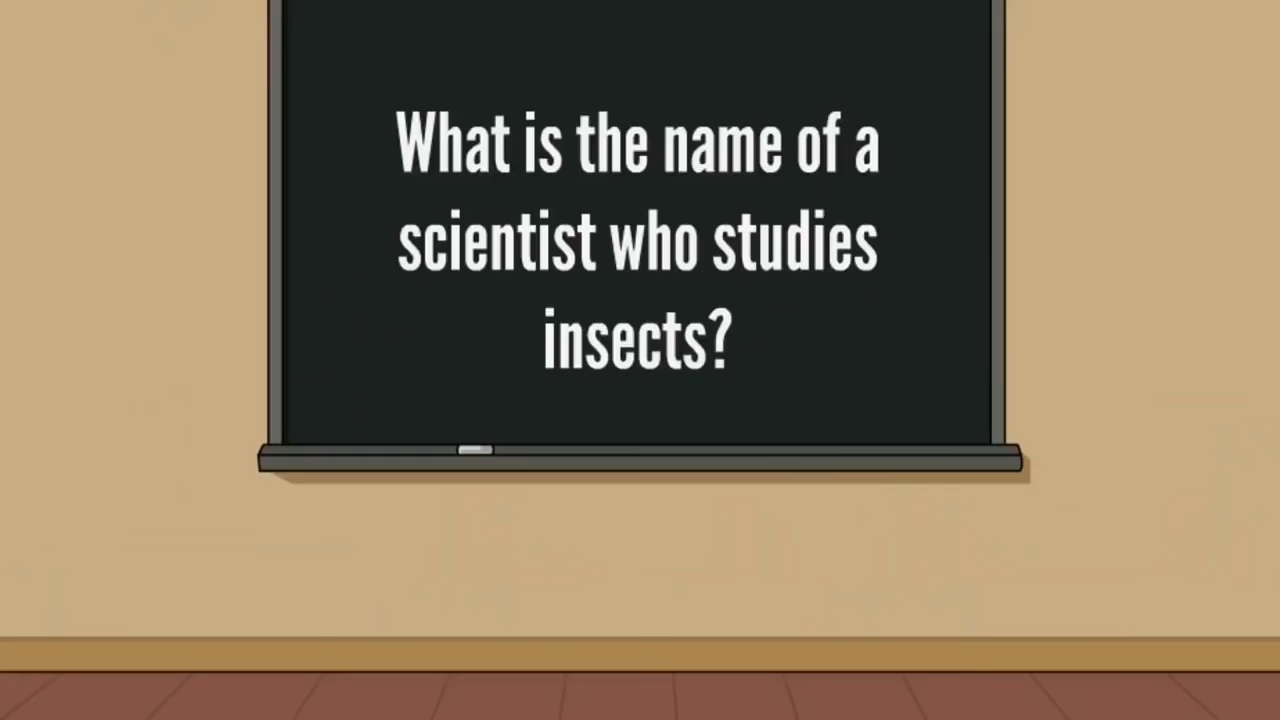 What is the name of a
scientist who studies
insects?